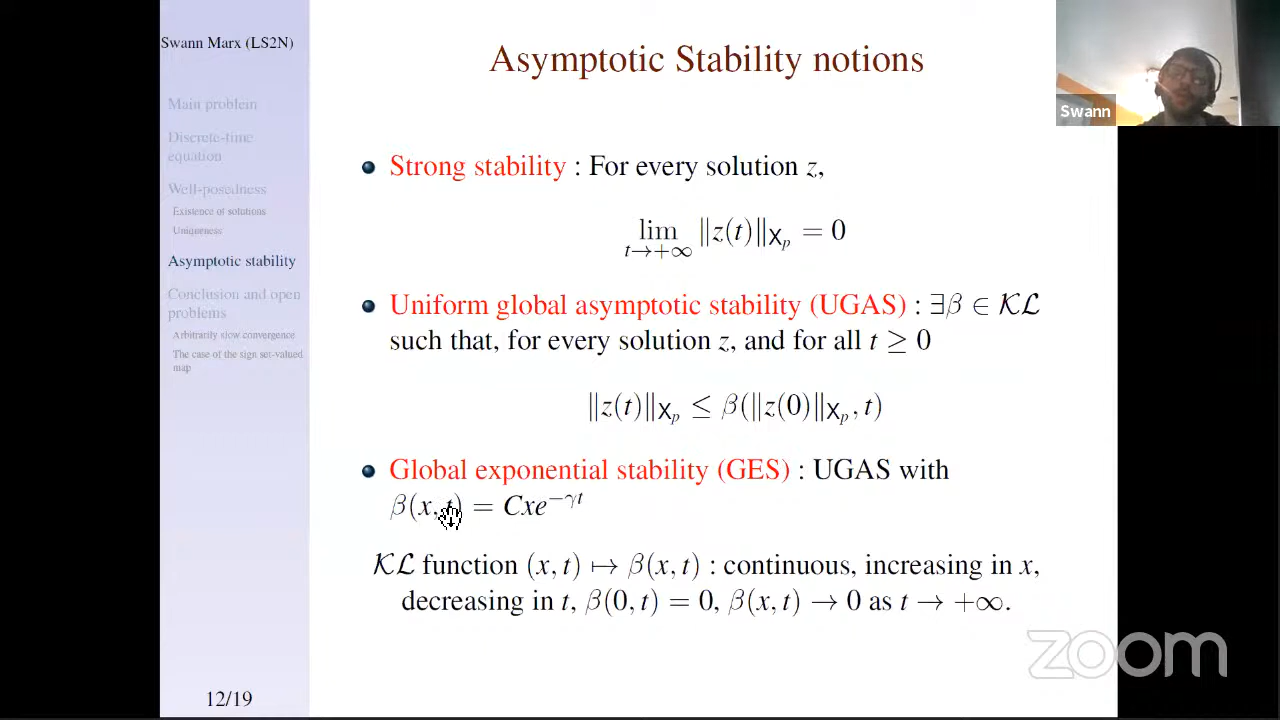 Swann Marx (LS2N)
Main problem
Discrete-time
equation
Well-posedness
Existence of solutions
Uniqueness
Asymptotic stability
Conclusion and open
problems
Arbitrarily slow convergence
The case of the sign set-valued
map
Asymptotic Stability notions
Swann
Strong stability : For every solution z,
lim t→+∞ ‖z(t)‖_{X_p} = 0
Uniform global asymptotic stability (UGAS) : ∃β ∈ 𝒦ℒ
such that, for every solution z, and for all t ≥ 0
‖z(t)‖_{X_p} ≤ β(‖z(0)‖_{X_p}, t)
Global exponential stability (GES) : UGAS with
β(x, t) = Cxe^{−γt}
𝒦ℒ function (x, t) ↦ β(x, t) : continuous, increasing in x,
decreasing in t, β(0, t) = 0, β(x, t) → 0 as t → +∞.
zoom
12/19